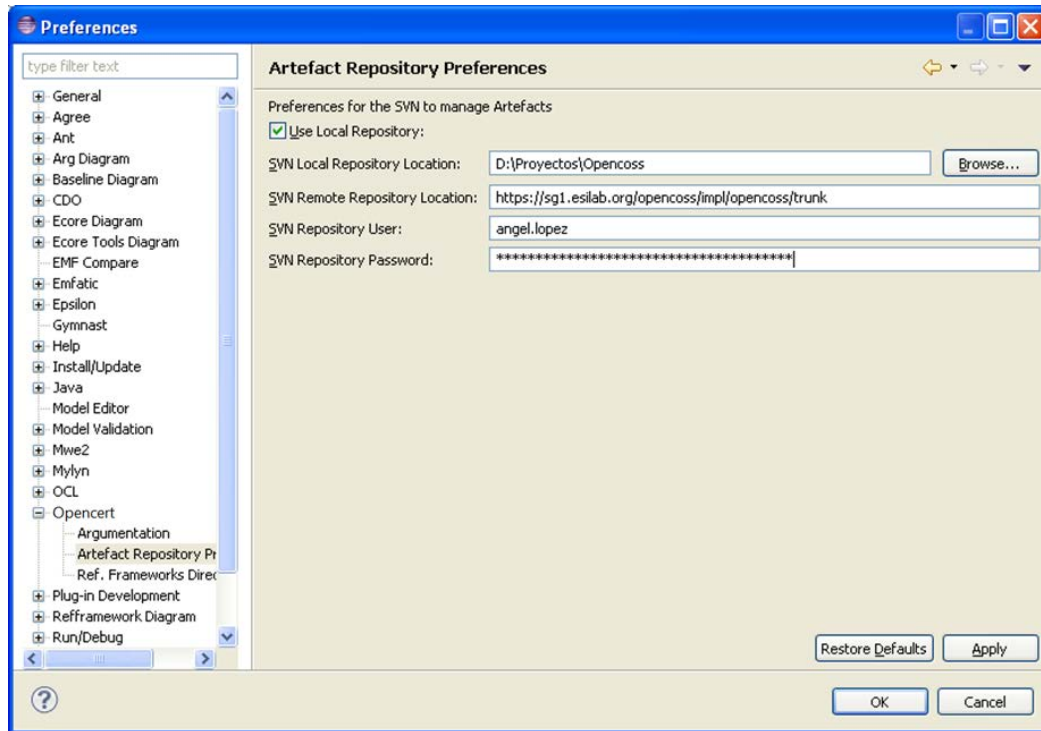 Preferences
type filter text
General
Agree
Ant
Arg Diagram
Baseline Diagram
CDO
Ecore Diagram
Ecore Tools Diagram
EMF Compare
Emfatic
Epsilon
Gymnast
Help
Install/Update
Java
Model Editor
Model Validation
Mwe2
Mylyn
OCL
Opencert
Argumentation
Artefact Repository Pr
Ref. Frameworks Direc
Plug-in Development
Refframework Diagram
Run/Debug
Artefact Repository Preferences
Preferences for the SVN to manage Artefacts
Use Local Repository:
SVN Local Repository Location: D:\Proyectos\Opencoss Browse...
SVN Remote Repository Location: https://sg1.esilab.org/opencoss/impl/opencoss/trunk
SVN Repository User: angel.lopez
SVN Repository Password: **************************************
Restore Defaults Apply
OK Cancel